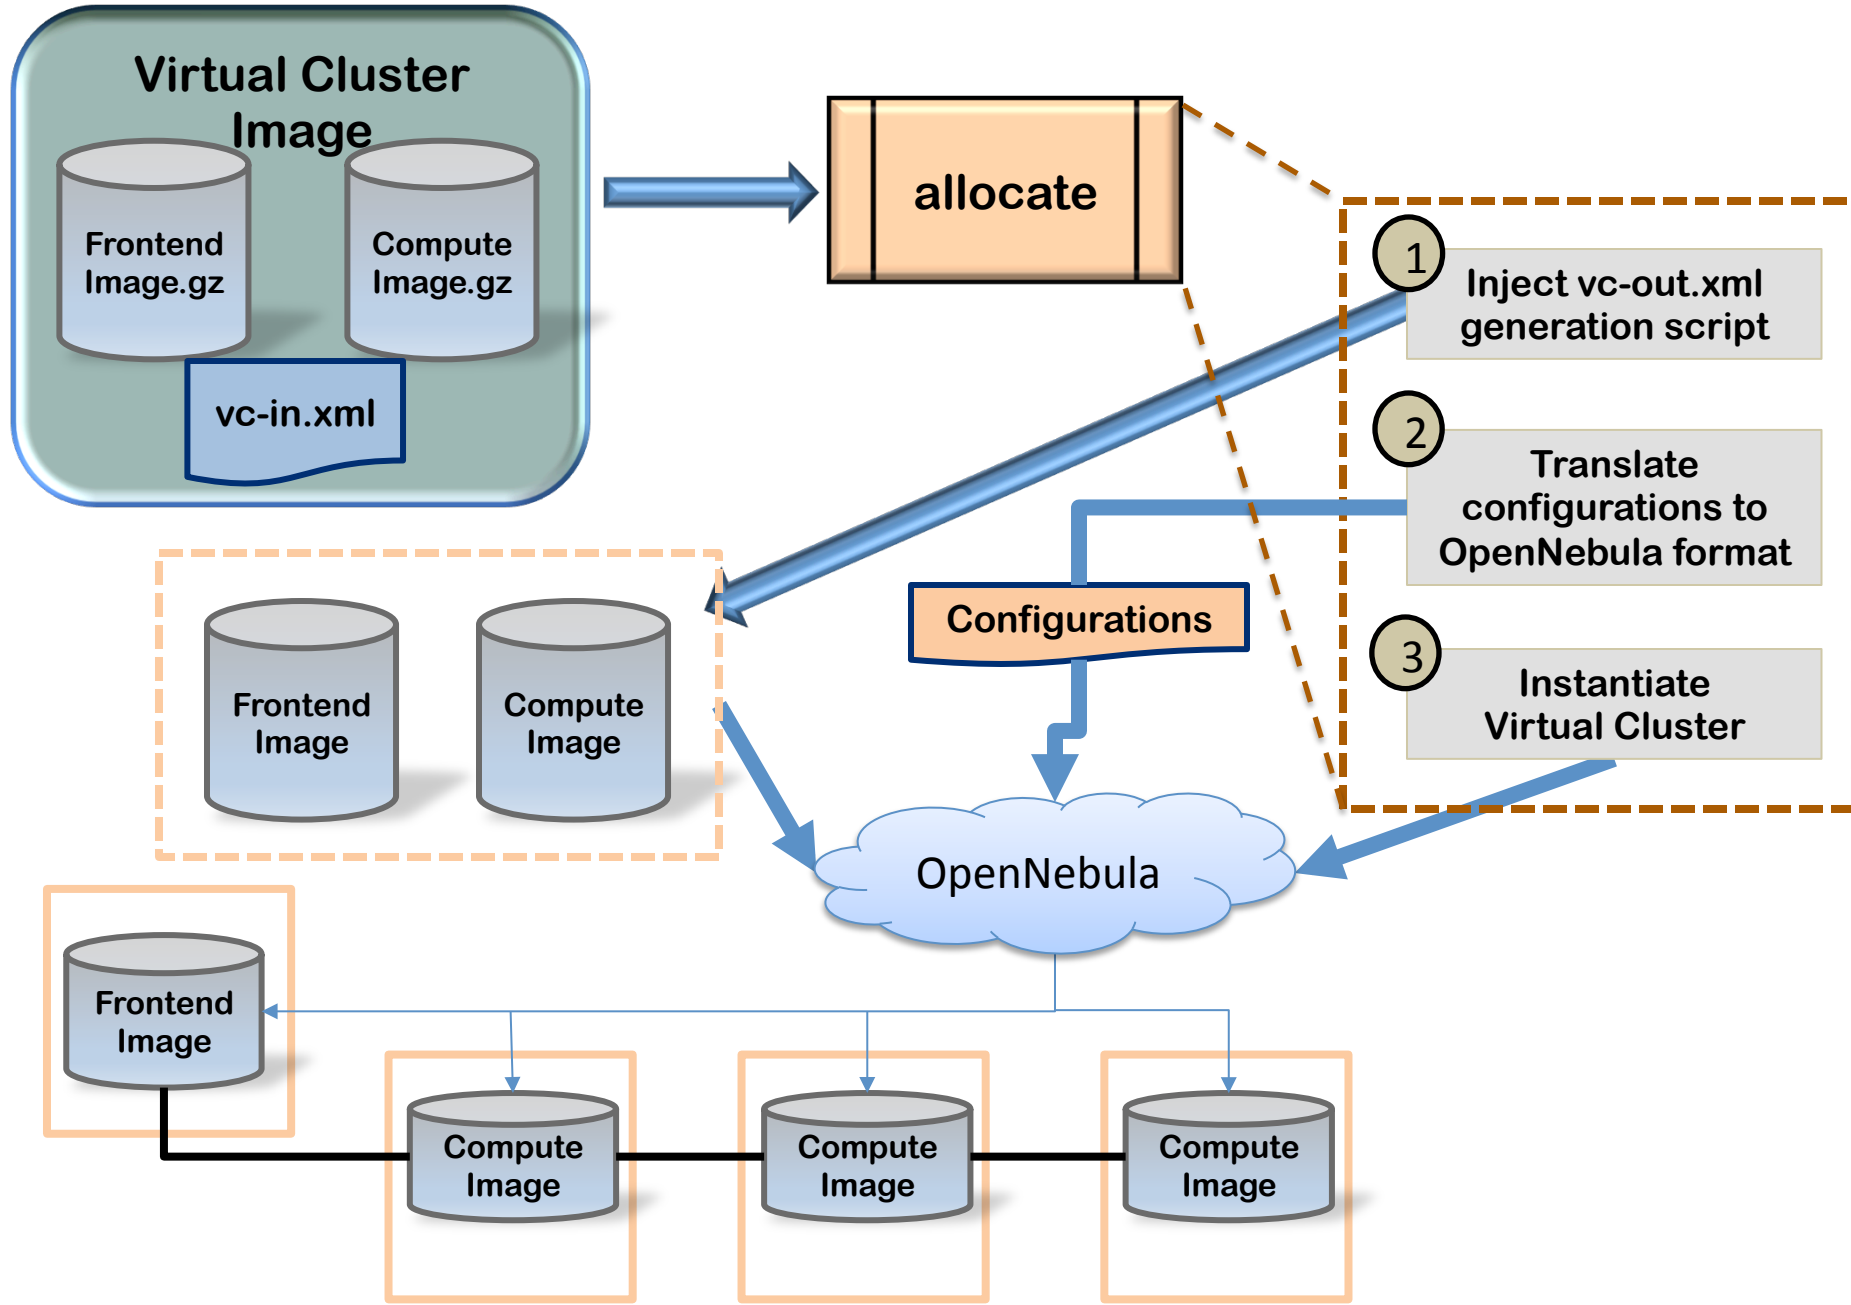 Virtual Cluster
Image
Frontend
Image.gz
Compute
Image.gz
vc-in.xml
allocate
1
Inject vc-out.xml
generation script
2
Translate
configurations to
OpenNebula format
3
Instantiate
Virtual Cluster
Configurations
Frontend
Image
Compute
Image
OpenNebula
Frontend
Image
Compute
Image
Compute
Image
Compute
Image